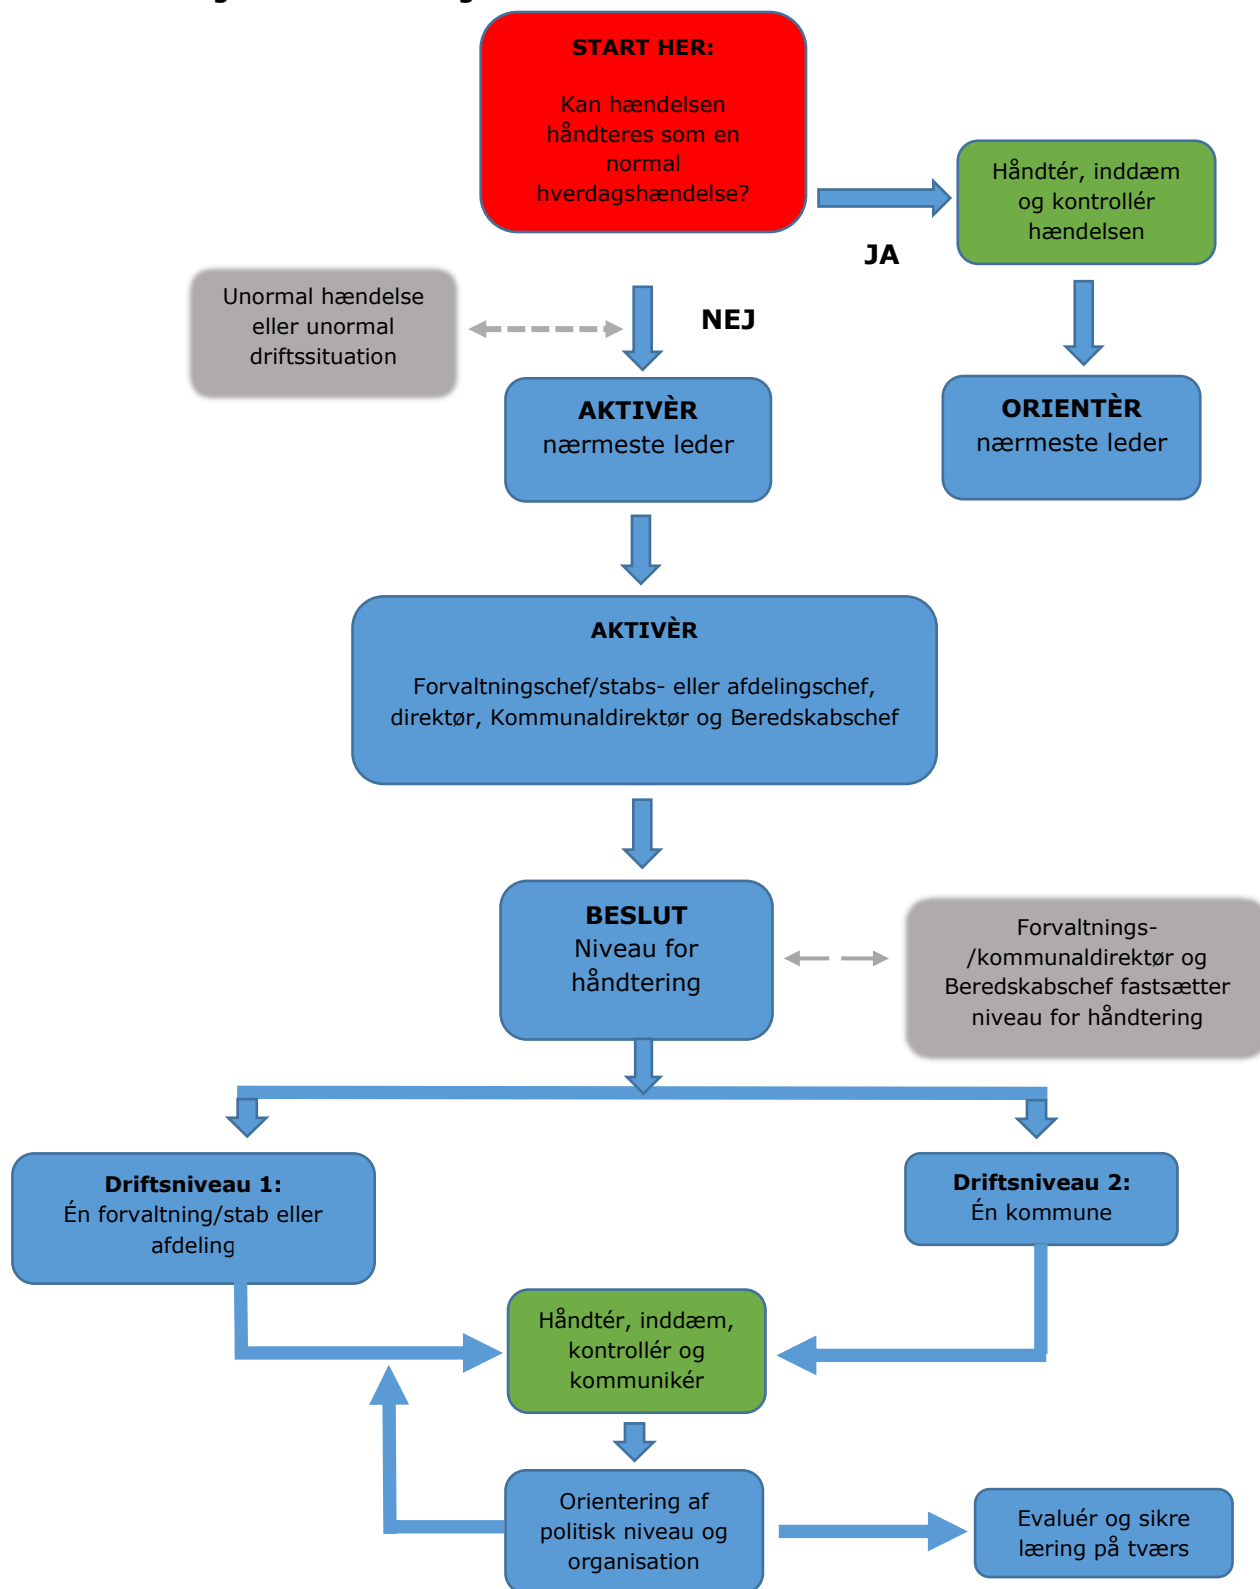 START HER:
Kan hændelsen
håndteres som en
normal
hverdagshændelse?
JA
Håndtér, inddæm
og kontrollér
hændelsen
ORIENTÈR
nærmeste leder
NEJ
Unormal hændelse
eller unormal
driftssituation
AKTIVÈR
nærmeste leder
AKTIVÈR
Forvaltningschef/stabs- eller afdelingschef,
direktør, Kommunaldirektør og Beredskabschef
BESLUT
Niveau for
håndtering
Forvaltnings-
/kommunaldirektør og
Beredskabschef fastsætter
niveau for håndtering
Driftsniveau 1:
Én forvaltning/stab eller
afdeling
Driftsniveau 2:
Én kommune
Håndtér, inddæm,
kontrollér og
kommunikér
Orientering af
politisk niveau og
organisation
Evaluér og sikre
læring på tværs